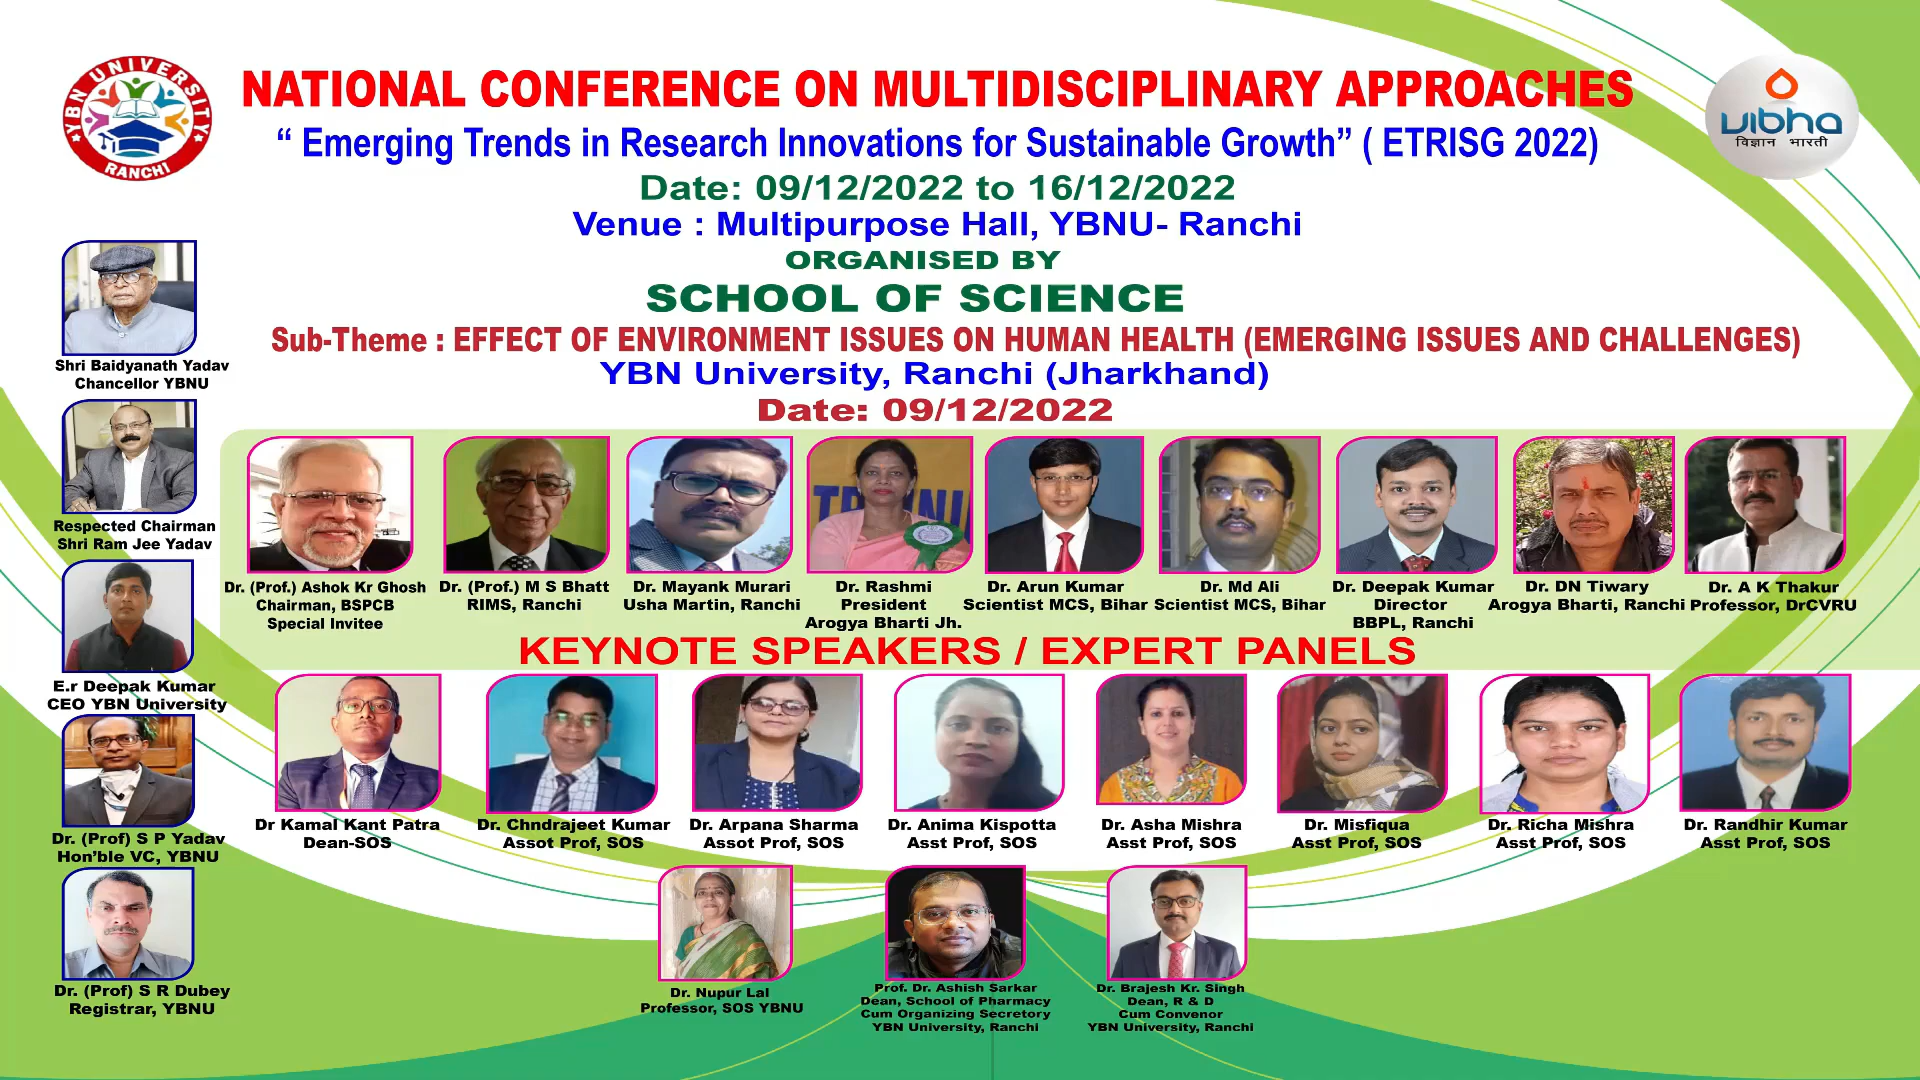 YBN UNIVERSITY
RANCHI
NATIONAL CONFERENCE ON MULTIDISCIPLINARY APPROACHES
“ Emerging Trends in Research Innovations for Sustainable Growth” ( ETRISG 2022)
Date: 09/12/2022 to 16/12/2022
Venue : Multipurpose Hall, YBNU- Ranchi
ORGANISED BY
SCHOOL OF SCIENCE
Sub-Theme : EFFECT OF ENVIRONMENT ISSUES ON HUMAN HEALTH (EMERGING ISSUES AND CHALLENGES)
YBN University, Ranchi (Jharkhand)
Date: 09/12/2022
vibha
विज्ञान भारती
Shri Baidyanath Yadav
Chancellor YBNU
Respected Chairman
Shri Ram Jee Yadav
E.r Deepak Kumar
CEO YBN University
Dr. (Prof) S P Yadav
Hon’ble VC, YBNU
Dr. (Prof) S R Dubey
Registrar, YBNU
Dr. (Prof.) Ashok Kr Ghosh
Chairman, BSPCB
Special Invitee
Dr. (Prof.) M S Bhatt
RIMS, Ranchi
Dr. Mayank Murari
Usha Martin, Ranchi
Dr. Rashmi
President
Arogya Bharti Jh.
Dr. Arun Kumar
Scientist MCS, Bihar
Dr. Md Ali
Scientist MCS, Bihar
Dr. Deepak Kumar
Director
BBPL, Ranchi
Dr. DN Tiwary
Arogya Bharti, Ranchi
Dr. A K Thakur
Professor, DrCVRU
KEYNOTE SPEAKERS / EXPERT PANELS
Dr Kamal Kant Patra
Dean-SOS
Dr. Chndrajeet Kumar
Assot Prof, SOS
Dr. Arpana Sharma
Assot Prof, SOS
Dr. Anima Kispotta
Asst Prof, SOS
Dr. Asha Mishra
Asst Prof, SOS
Dr. Misfiqua
Asst Prof, SOS
Dr. Richa Mishra
Asst Prof, SOS
Dr. Randhir Kumar
Asst Prof, SOS
Dr. Nupur Lal
Professor, SOS YBNU
Prof. Dr. Ashish Sarkar
Dean, School of Pharmacy
Cum Organizing Secretory
YBN University, Ranchi
Dr. Brajesh Kr. Singh
Dean, R & D
Cum Convenor
YBN University, Ranchi